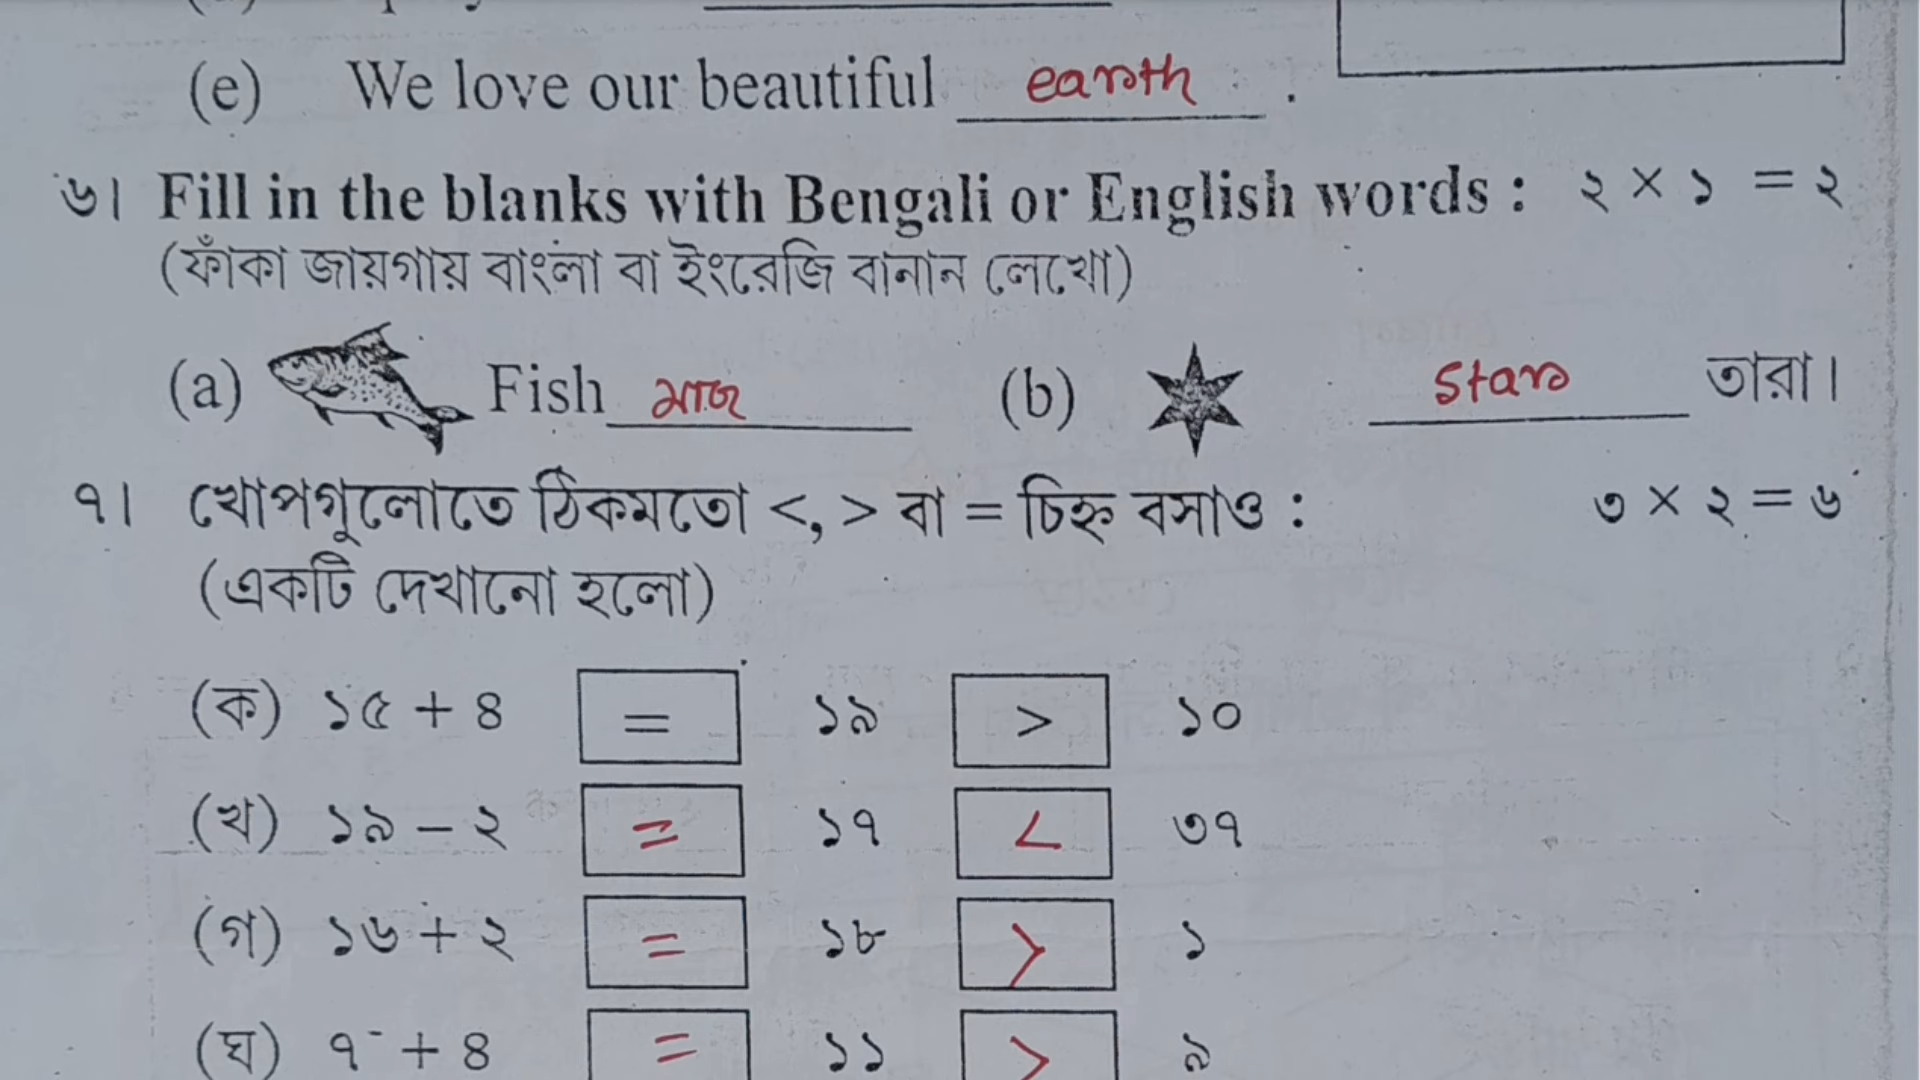 (e) We love our beautiful earth .
৬। Fill in the blanks with Bengali or English words : ২ × ১ = ২
(ফাঁকা জায়গায় বাংলা বা ইংরেজি বানান লেখো)
(a) Fish মাছ (b) star তারা।
৭। খোপগুলোতে ঠিকমতো <, > বা = চিহ্ন বসাও : ৩ × ২ = ৬
(একটি দেখানো হলো)
(ক) ১৫ + ৪ = ১৯ > ১০
(খ) ১৯ − ২ = ১৭ < ৩৭
(গ) ১৬ + ২ = ১৮ > ১
(ঘ) ৭ + ৪ = ১১ > ৯